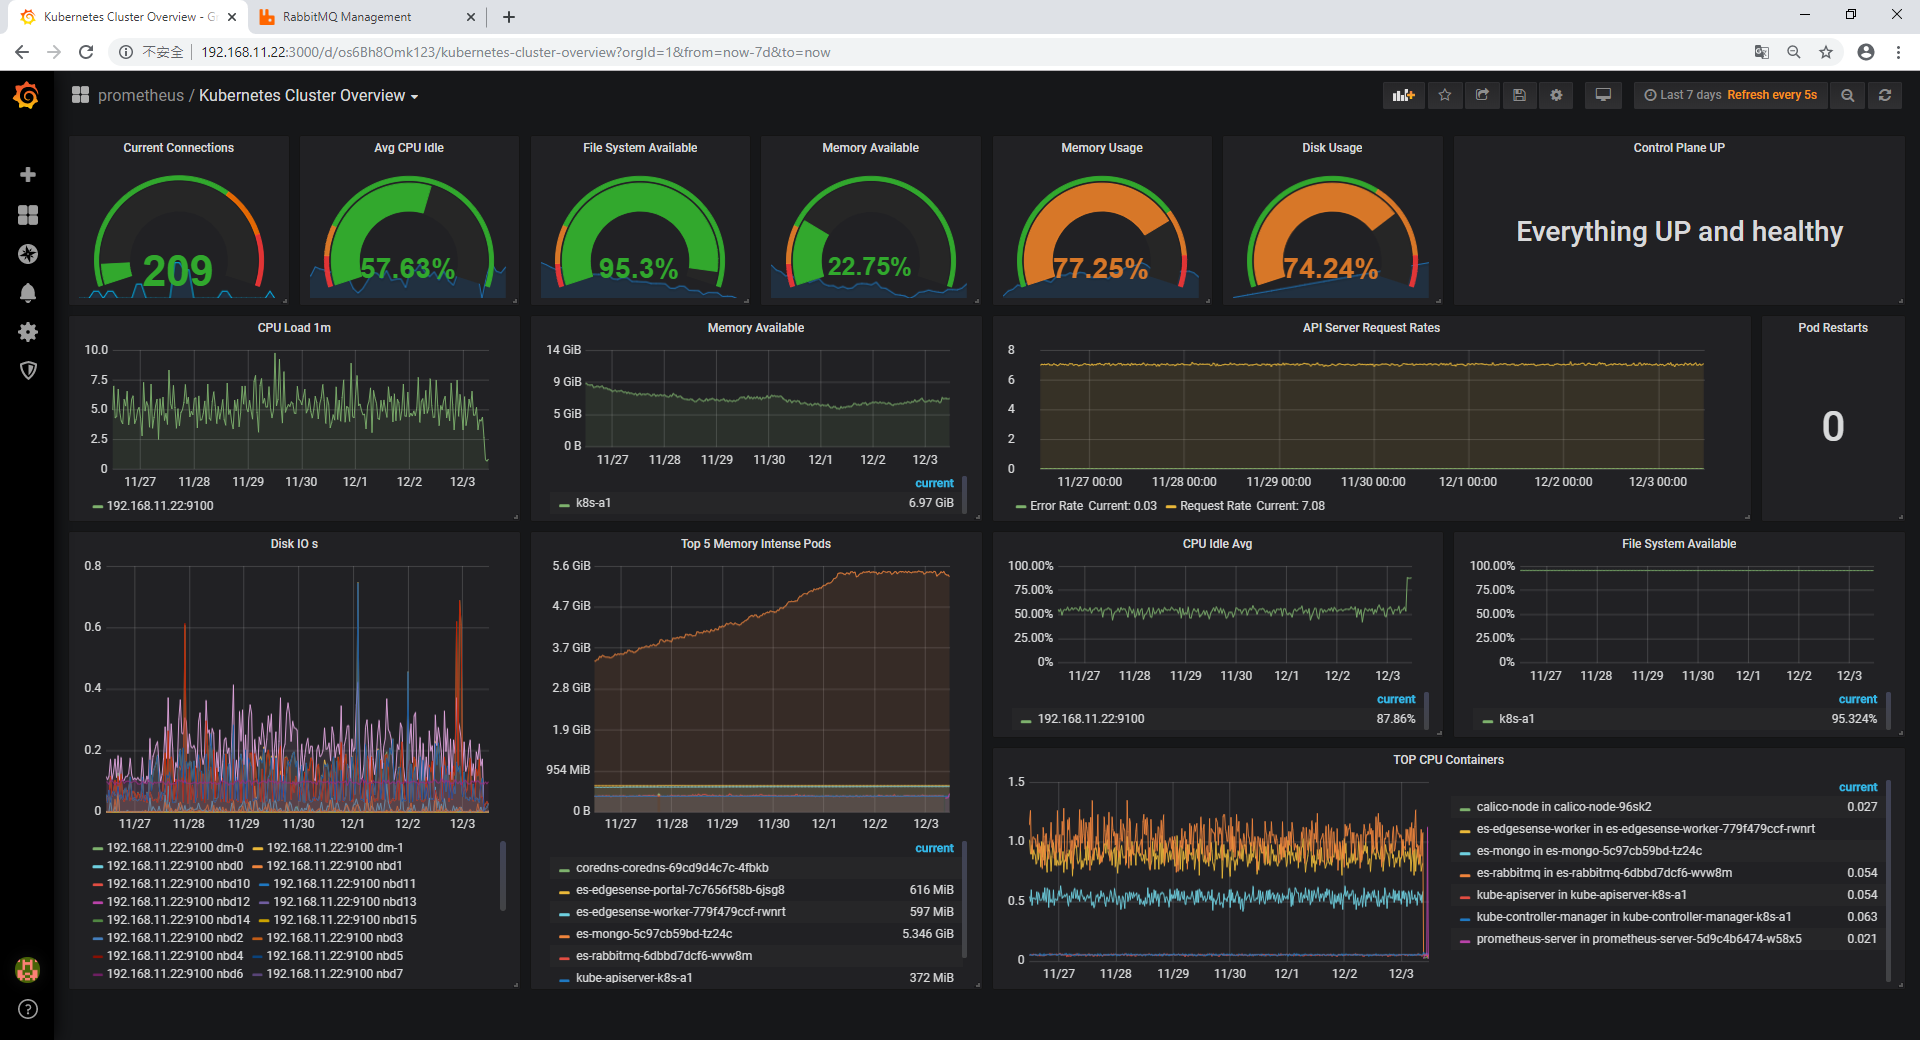 Kubernetes Cluster Overview - Gr
RabbitMQ Management
不安全
192.168.11.22:3000/d/os6Bh8Omk123/kubernetes-cluster-overview?orgId=1&from=now-7d&to=now
prometheus / Kubernetes Cluster Overview
Last 7 days Refresh every 5s
Current Connections
209
Avg CPU Idle
57.63%
File System Available
95.3%
Memory Available
22.75%
Memory Usage
77.25%
Disk Usage
74.24%
Control Plane UP
Everything UP and healthy
CPU Load 1m
10.0
7.5
5.0
2.5
0
11/27 11/28 11/29 11/30 12/1 12/2 12/3
192.168.11.22:9100
Memory Available
14 GiB
9 GiB
5 GiB
0 B
11/27 11/28 11/29 11/30 12/1 12/2 12/3
current
k8s-a1 6.97 GiB
API Server Request Rates
8
6
4
2
0
11/27 00:00 11/28 00:00 11/29 00:00 11/30 00:00 12/1 00:00 12/2 00:00 12/3 00:00
Error Rate Current: 0.03 Request Rate Current: 7.08
Pod Restarts
0
Disk IO s
0.8
0.6
0.4
0.2
0
11/27 11/28 11/29 11/30 12/1 12/2 12/3
192.168.11.22:9100 dm-0 192.168.11.22:9100 dm-1
192.168.11.22:9100 nbd0 192.168.11.22:9100 nbd1
192.168.11.22:9100 nbd10 192.168.11.22:9100 nbd11
192.168.11.22:9100 nbd12 192.168.11.22:9100 nbd13
192.168.11.22:9100 nbd14 192.168.11.22:9100 nbd15
192.168.11.22:9100 nbd2 192.168.11.22:9100 nbd3
192.168.11.22:9100 nbd4 192.168.11.22:9100 nbd5
192.168.11.22:9100 nbd6 192.168.11.22:9100 nbd7
Top 5 Memory Intense Pods
5.6 GiB
4.7 GiB
3.7 GiB
2.8 GiB
1.9 GiB
954 MiB
0 B
11/27 11/28 11/29 11/30 12/1 12/2 12/3
current
coredns-coredns-69cd9d4c7c-4fbkb
es-edgesense-portal-7c7656f58b-6jsg8 616 MiB
es-edgesense-worker-779f479ccf-rwnrt 597 MiB
es-mongo-5c97cb59bd-tz24c 5.346 GiB
es-rabbitmq-6dbbd7dcf6-wvw8m
kube-apiserver-k8s-a1 372 MiB
CPU Idle Avg
100.00%
75.00%
50.00%
25.00%
0%
11/27 11/28 11/29 11/30 12/1 12/2 12/3
current
192.168.11.22:9100 87.86%
File System Available
100.00%
75.00%
50.00%
25.00%
0%
11/27 11/28 11/29 11/30 12/1 12/2 12/3
current
k8s-a1 95.324%
TOP CPU Containers
1.5
1.0
0.5
0
11/27 11/28 11/29 11/30 12/1 12/2 12/3
current
calico-node in calico-node-96sk2 0.027
es-edgesense-worker in es-edgesense-worker-779f479ccf-rwnrt
es-mongo in es-mongo-5c97cb59bd-tz24c
es-rabbitmq in es-rabbitmq-6dbbd7dcf6-wvw8m 0.054
kube-apiserver in kube-apiserver-k8s-a1 0.054
kube-controller-manager in kube-controller-manager-k8s-a1 0.063
prometheus-server in prometheus-server-5d9c4b6474-w58x5 0.021